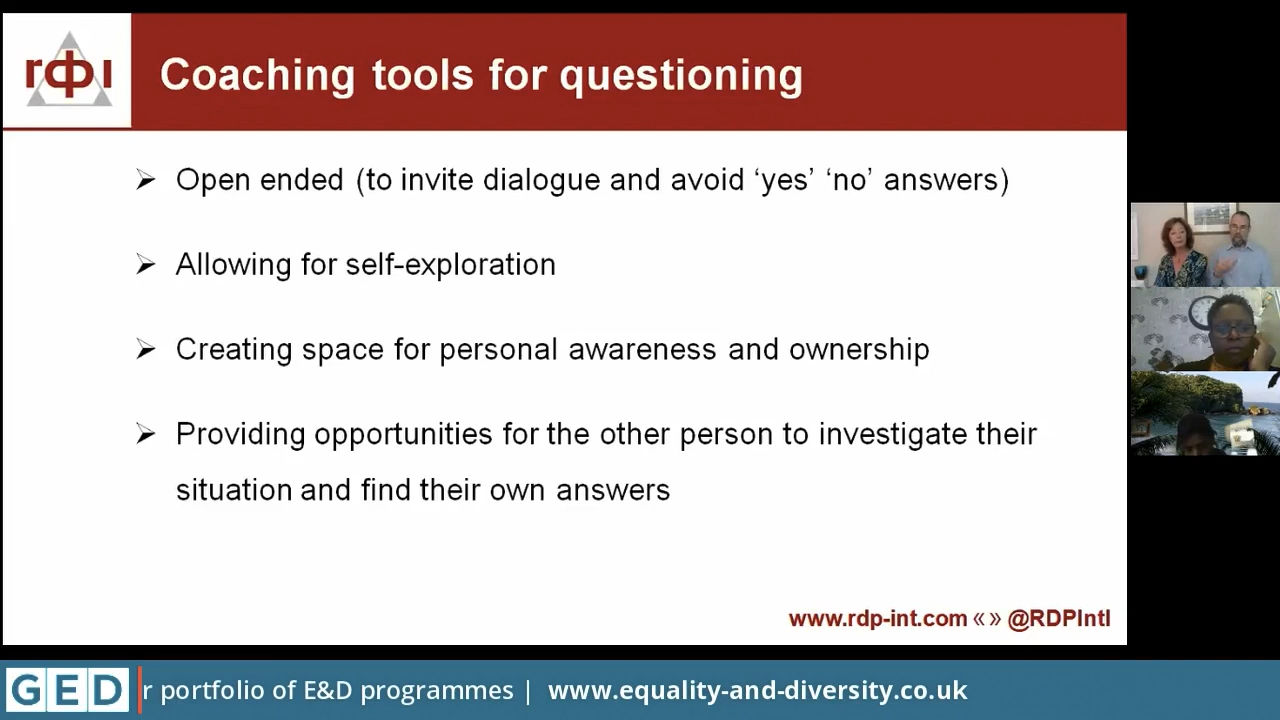 rφι
Coaching tools for questioning
Open ended (to invite dialogue and avoid ‘yes’ ‘no’ answers)
Allowing for self-exploration
Creating space for personal awareness and ownership
Providing opportunities for the other person to investigate their
situation and find their own answers
www.rdp-int.com «» @RDPIntl
GED r portfolio of E&D programmes | www.equality-and-diversity.co.uk